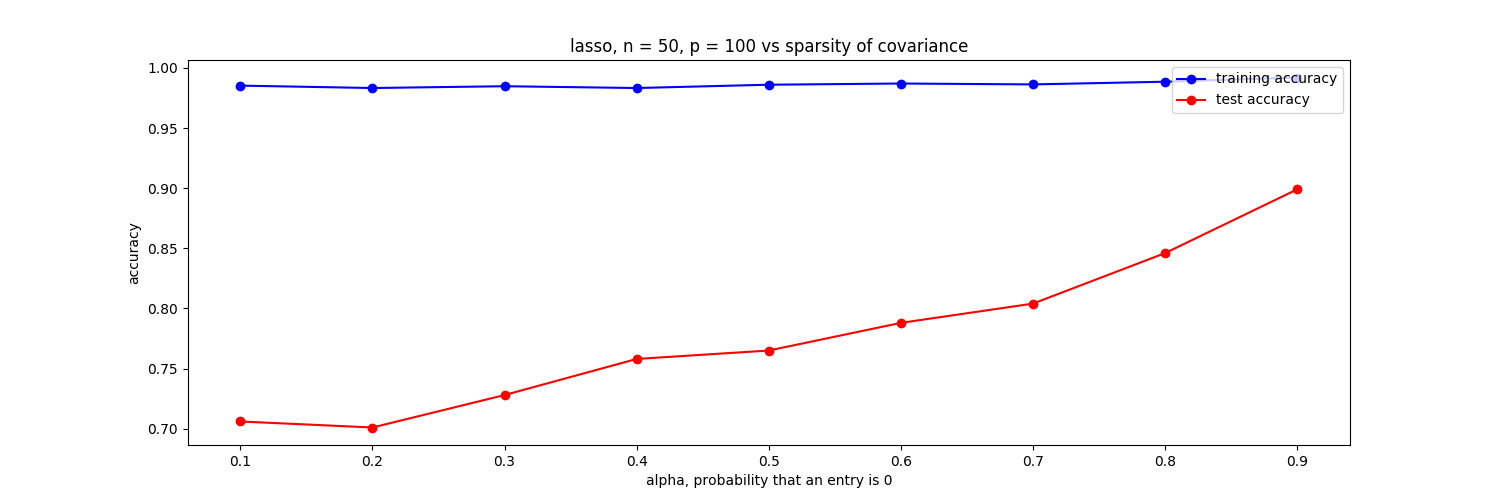 lasso, n = 50, p = 100 vs sparsity of covariance
1.00
0.95
0.90
0.85
0.80
0.75
0.70
accuracy
training accuracy
test accuracy
0.1 0.2 0.3 0.4 0.5 0.6 0.7 0.8 0.9
alpha, probability that an entry is 0